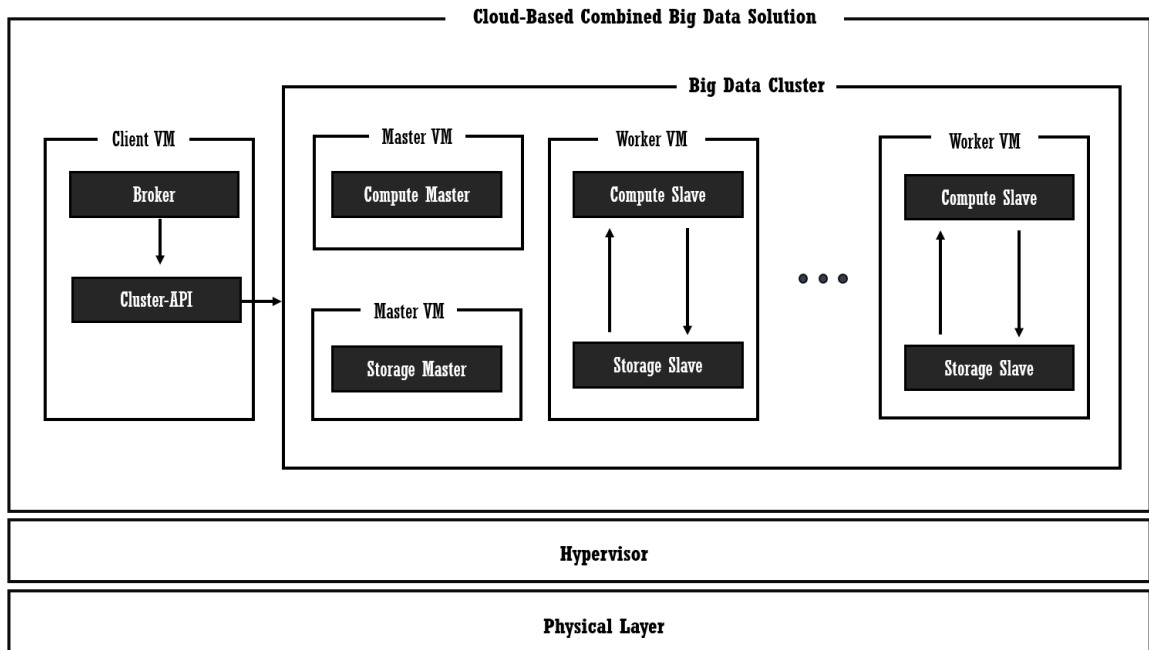 Cloud-Based Combined Big Data Solution
Big Data Cluster
Client VM
Broker
Cluster-API
Master VM
Compute Master
Master VM
Storage Master
Worker VM
Compute Slave
Storage Slave
Worker VM
Compute Slave
Storage Slave
Hypervisor
Physical Layer